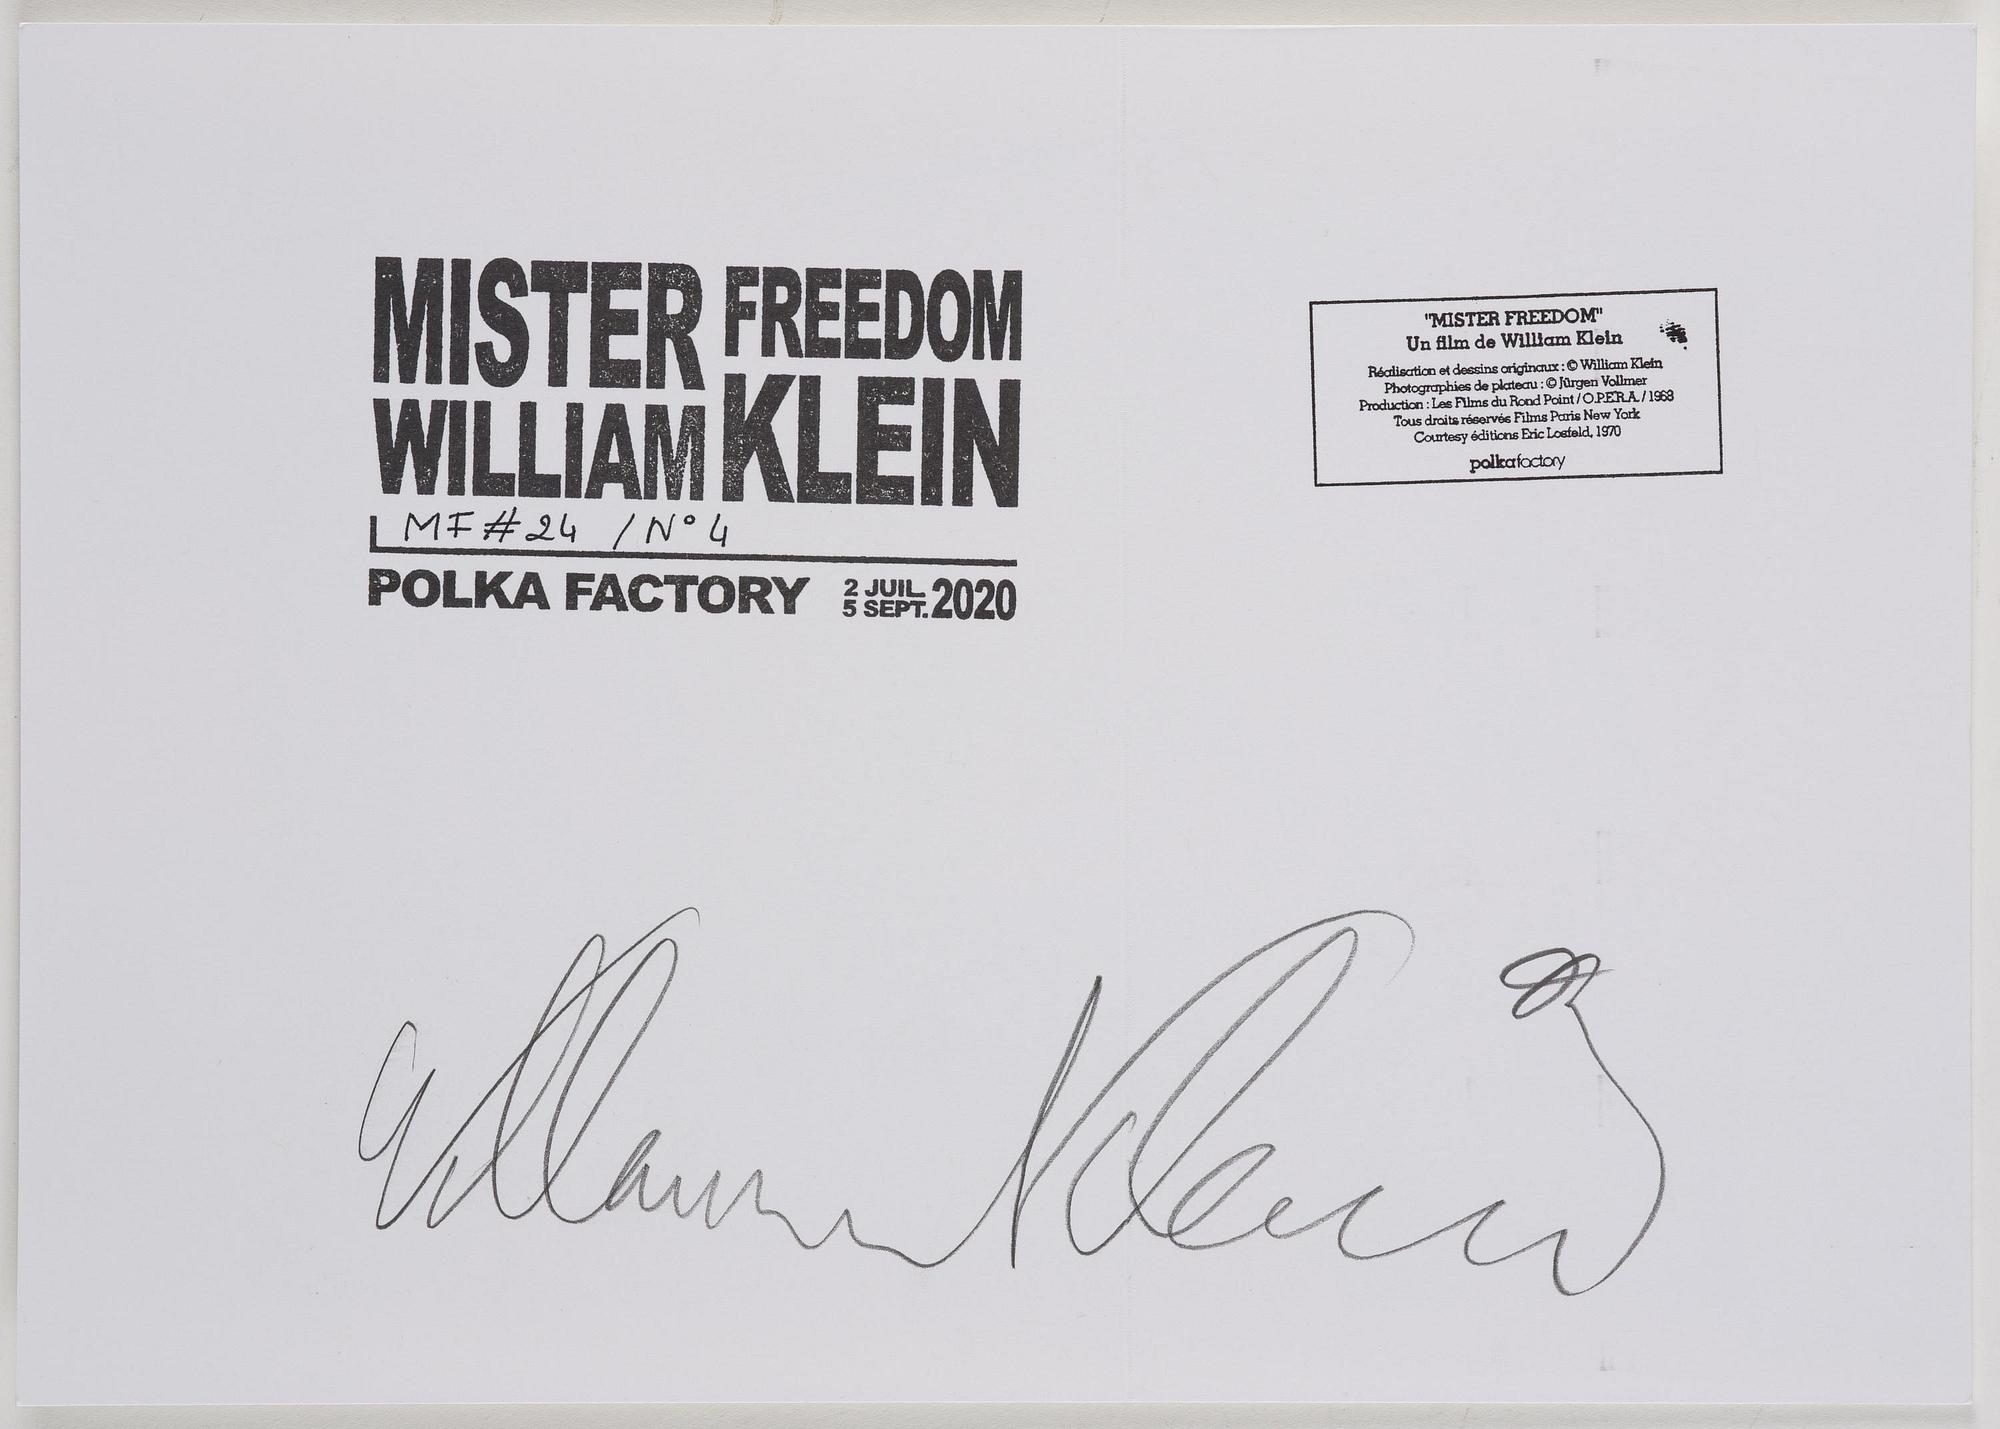 MISTER FREEDOM
WILLIAM KLEIN
MF #24 / N° 4
POLKA FACTORY 2 JUIL. 5 SEPT. 2020
"MISTER FREEDOM"
Un film de William Klein
Réalisation et dessins originaux : © William Klein
Photographies de plateau : © Jürgen Vollmer
Production : Les Films du Rond Point / O.P.E.R.A. / 1968
Tous droits réservés Films Paris New York
Courtesy éditions Eric Losfeld, 1970
polkafactory
William Klein